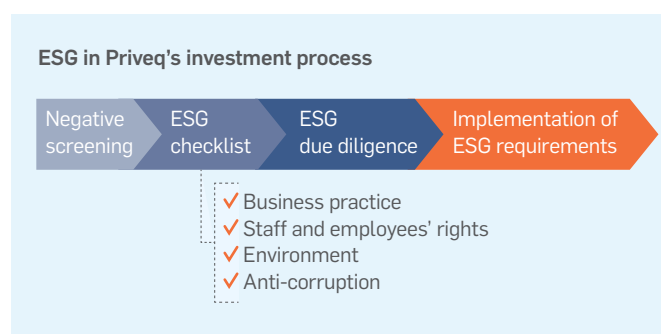 ESG in Priveq's investment process
Negative
screening
ESG
checklist
ESG
due diligence
Implementation of
ESG requirements
Business practice
Staff and employees' rights
Environment
Anti-corruption